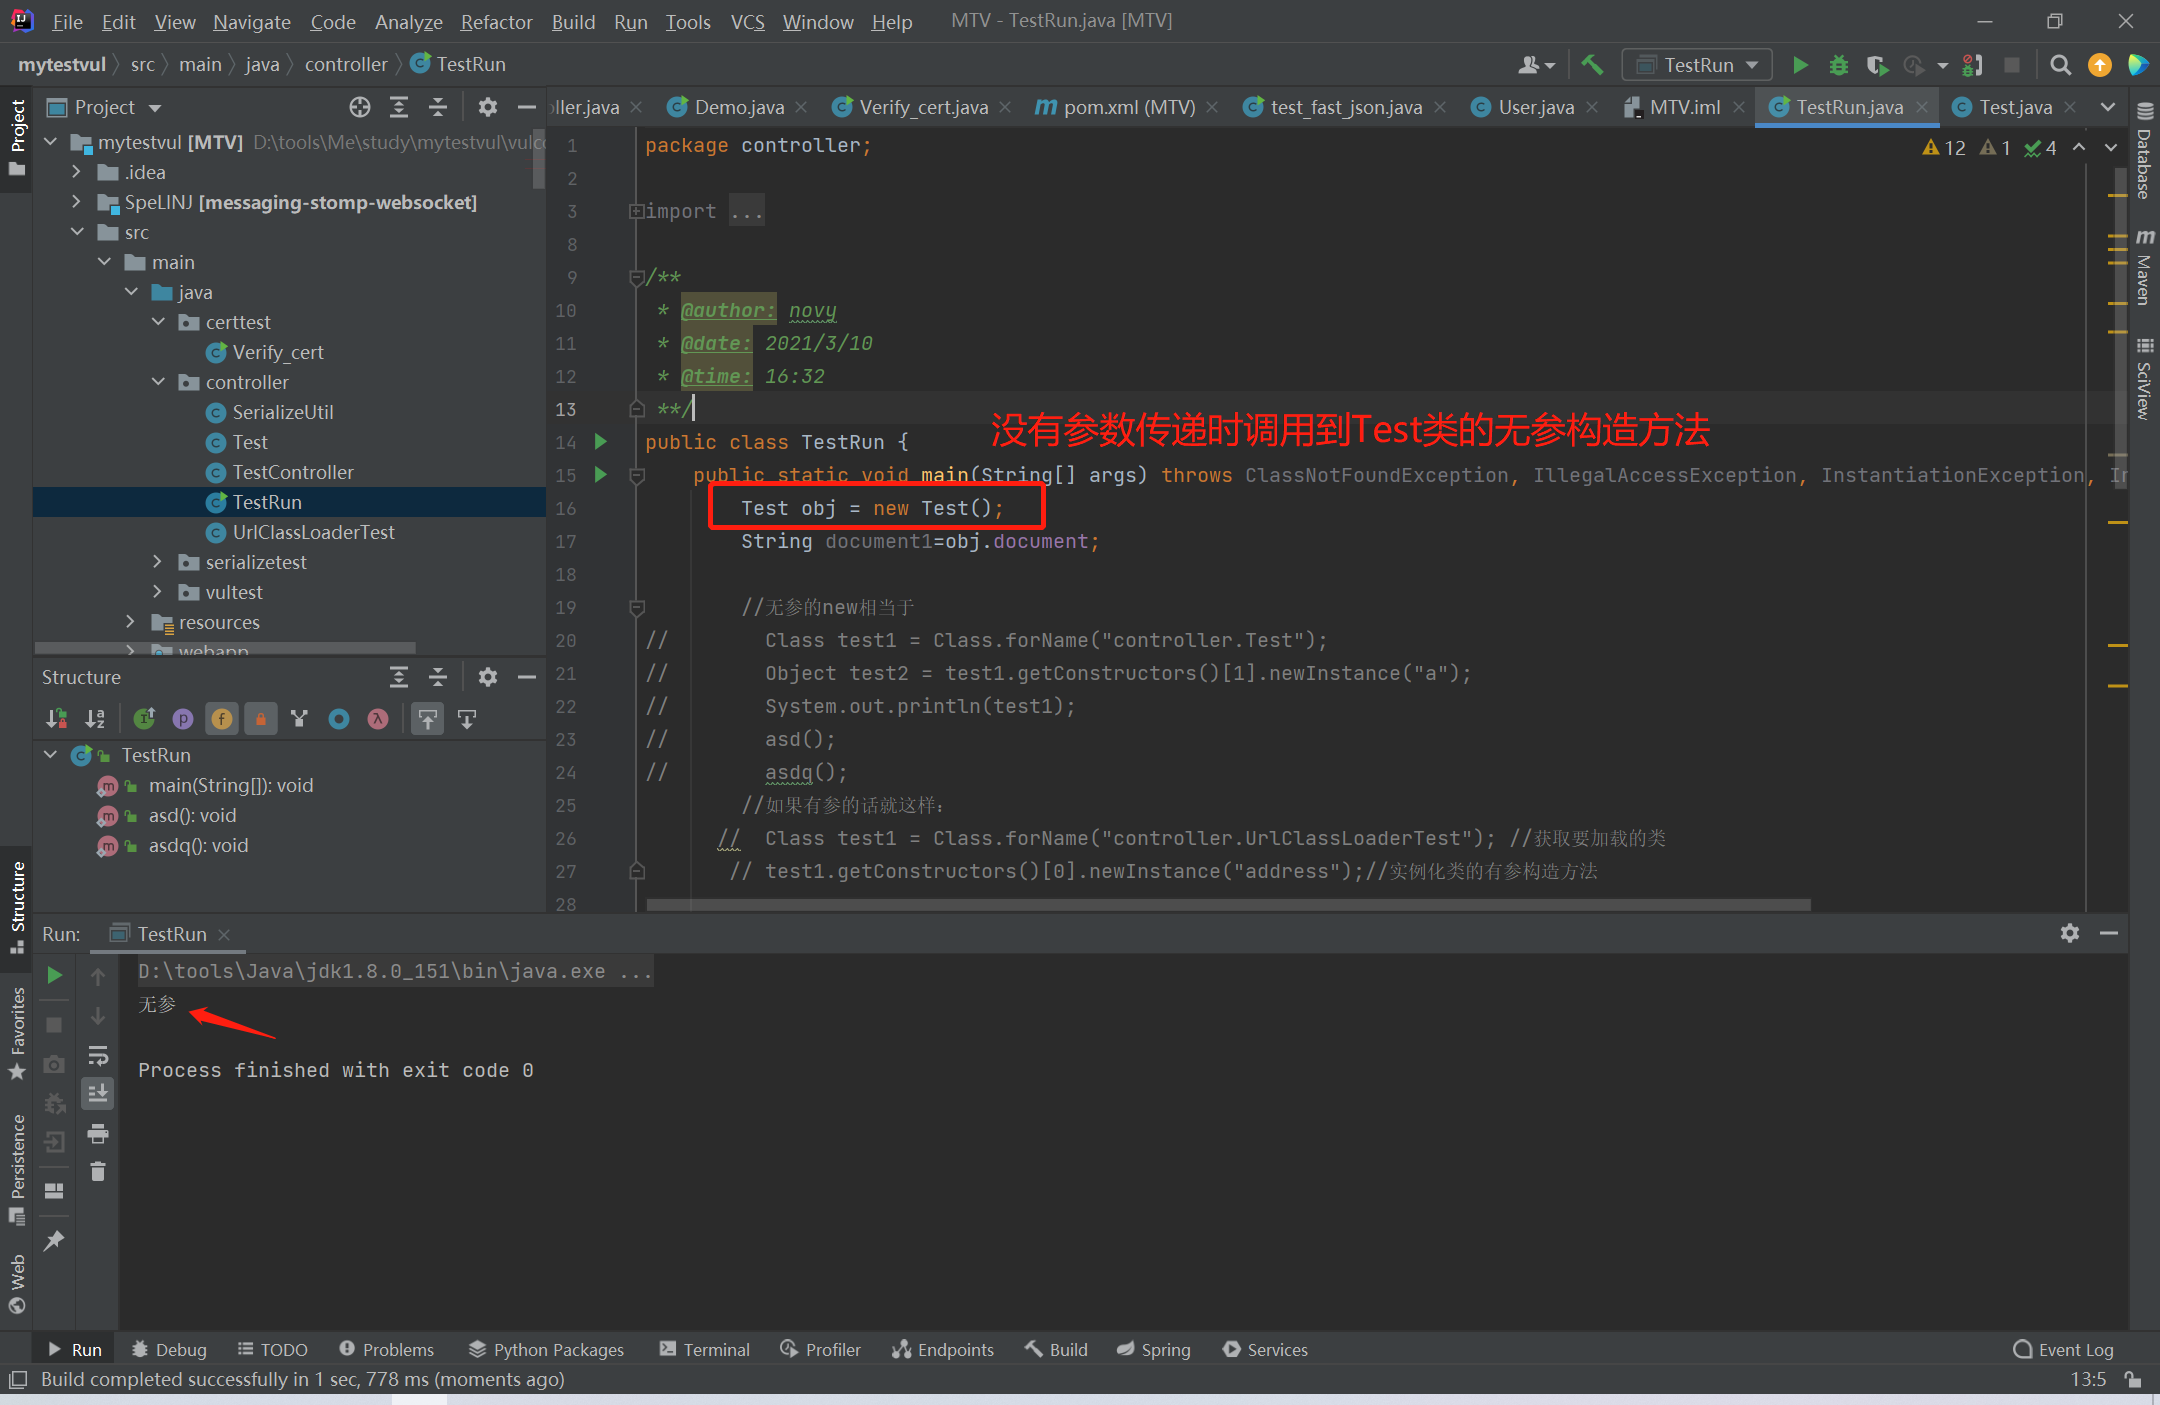 File Edit View Navigate Code Analyze Refactor Build Run Tools VCS Window Help MTV - TestRun.java [MTV]
mytestvul src main java controller TestRun TestRun
Project
ller.java Demo.java Verify_cert.java pom.xml (MTV) test_fast_json.java User.java MTV.iml TestRun.java Test.java
mytestvul [MTV] D:\tools\Me\study\mytestvul\vulco
.idea
SpeLINJ [messaging-stomp-websocket]
src
main
java
certtest
Verify_cert
controller
SerializeUtil
Test
TestController
TestRun
UrlClassLoaderTest
serializetest
vultest
resources
webapp
Structure
TestRun
main(String[]): void
asd(): void
asdq(): void
12 1 4
1 package controller;
2
3 import ...
8
9 /**
10 * @author: novy
11 * @date: 2021/3/10
12 * @time: 16:32
13 **/
没有参数传递时调用到Test类的无参构造方法
14 public class TestRun {
15 public static void main(String[] args) throws ClassNotFoundException, IllegalAccessException, InstantiationException, In
16 Test obj = new Test();
17 String document1=obj.document;
18
19 //无参的new相当于
20 // Class test1 = Class.forName("controller.Test");
21 // Object test2 = test1.getConstructors()[1].newInstance("a");
22 // System.out.println(test1);
23 // asd();
24 // asdq();
25 //如果有参的话就这样:
26 // Class test1 = Class.forName("controller.UrlClassLoaderTest"); //获取要加载的类
27 // test1.getConstructors()[0].newInstance("address");//实例化类的有参构造方法
28
Run: TestRun
D:\tools\Java\jdk1.8.0_151\bin\java.exe ...
无参
Process finished with exit code 0
Project
Structure
Favorites
Persistence
Web
Database
Maven
SciView
Run Debug TODO Problems Python Packages Terminal Profiler Endpoints Build Spring Services Event Log
Build completed successfully in 1 sec, 778 ms (moments ago) 13:5